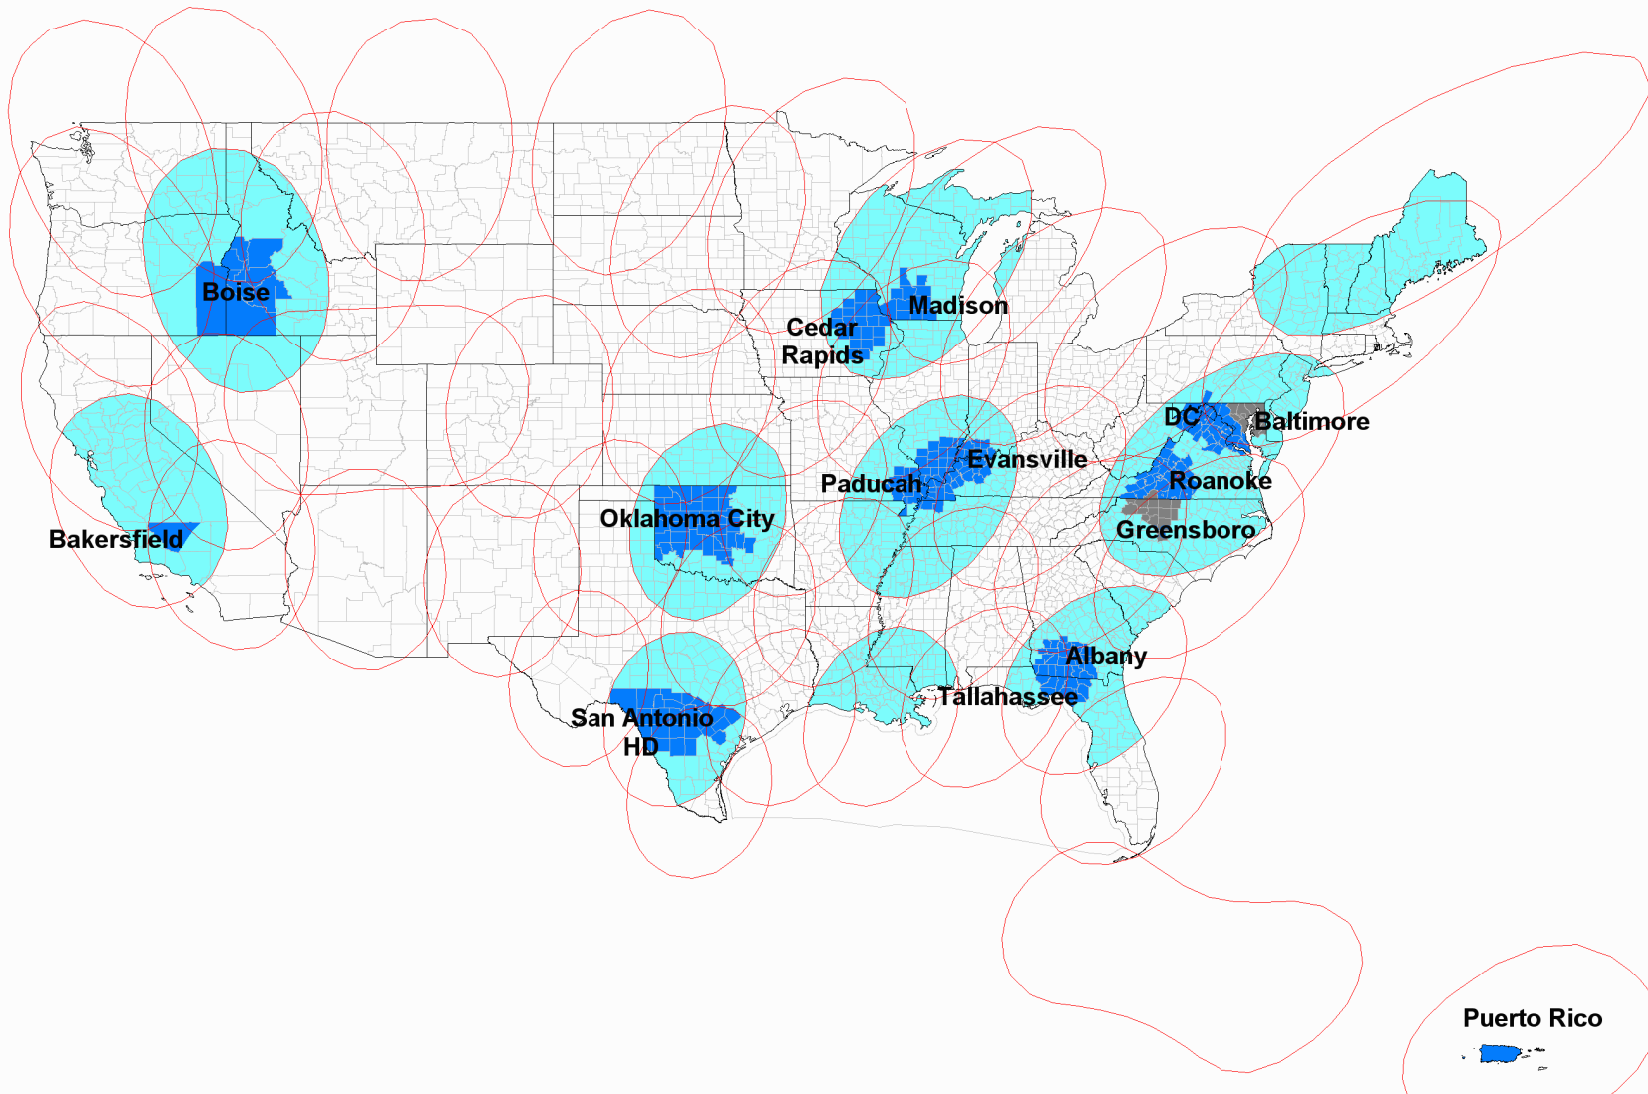 Boise
Madison
Cedar
Rapids
DC
Baltimore
Evansville
Paducah
Roanoke
Oklahoma City
Greensboro
Bakersfield
Albany
Tallahassee
San Antonio
HD
Puerto Rico